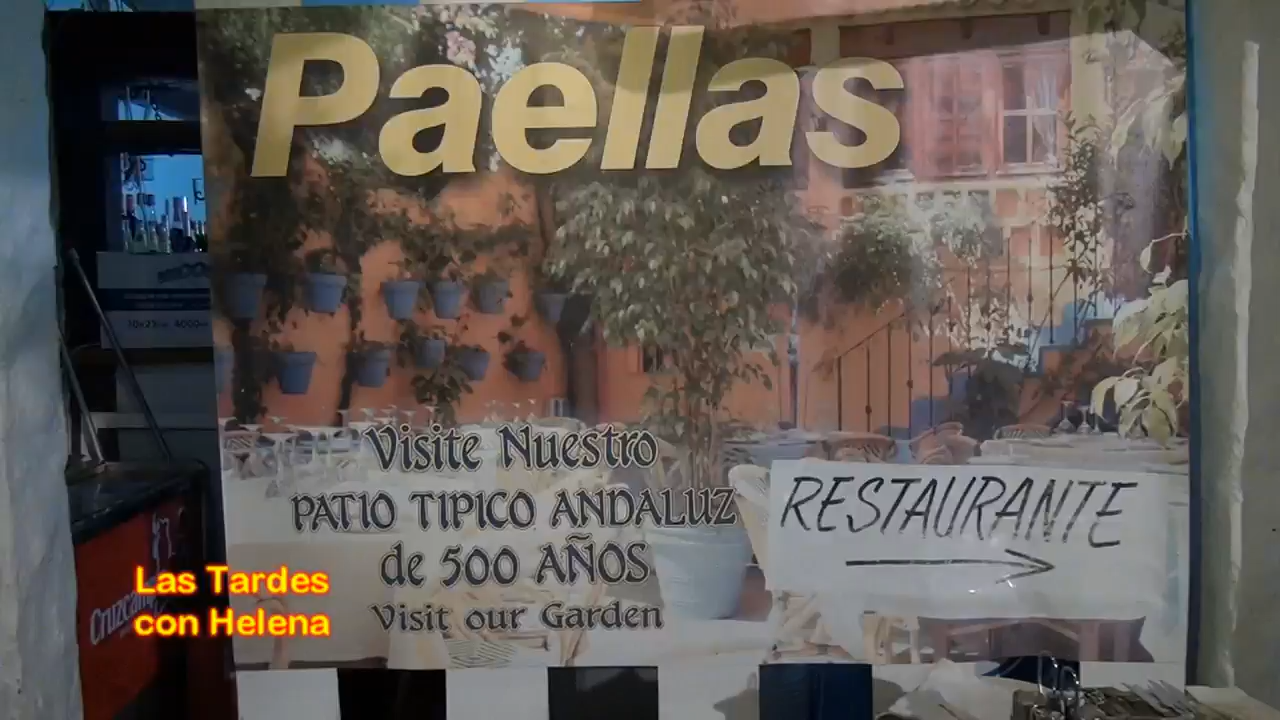 Paellas
Visite Nuestro
PATIO TIPICO ANDALUZ
de 500 AÑOS
Visit our Garden
RESTAURANTE
Las Tardes
con Helena